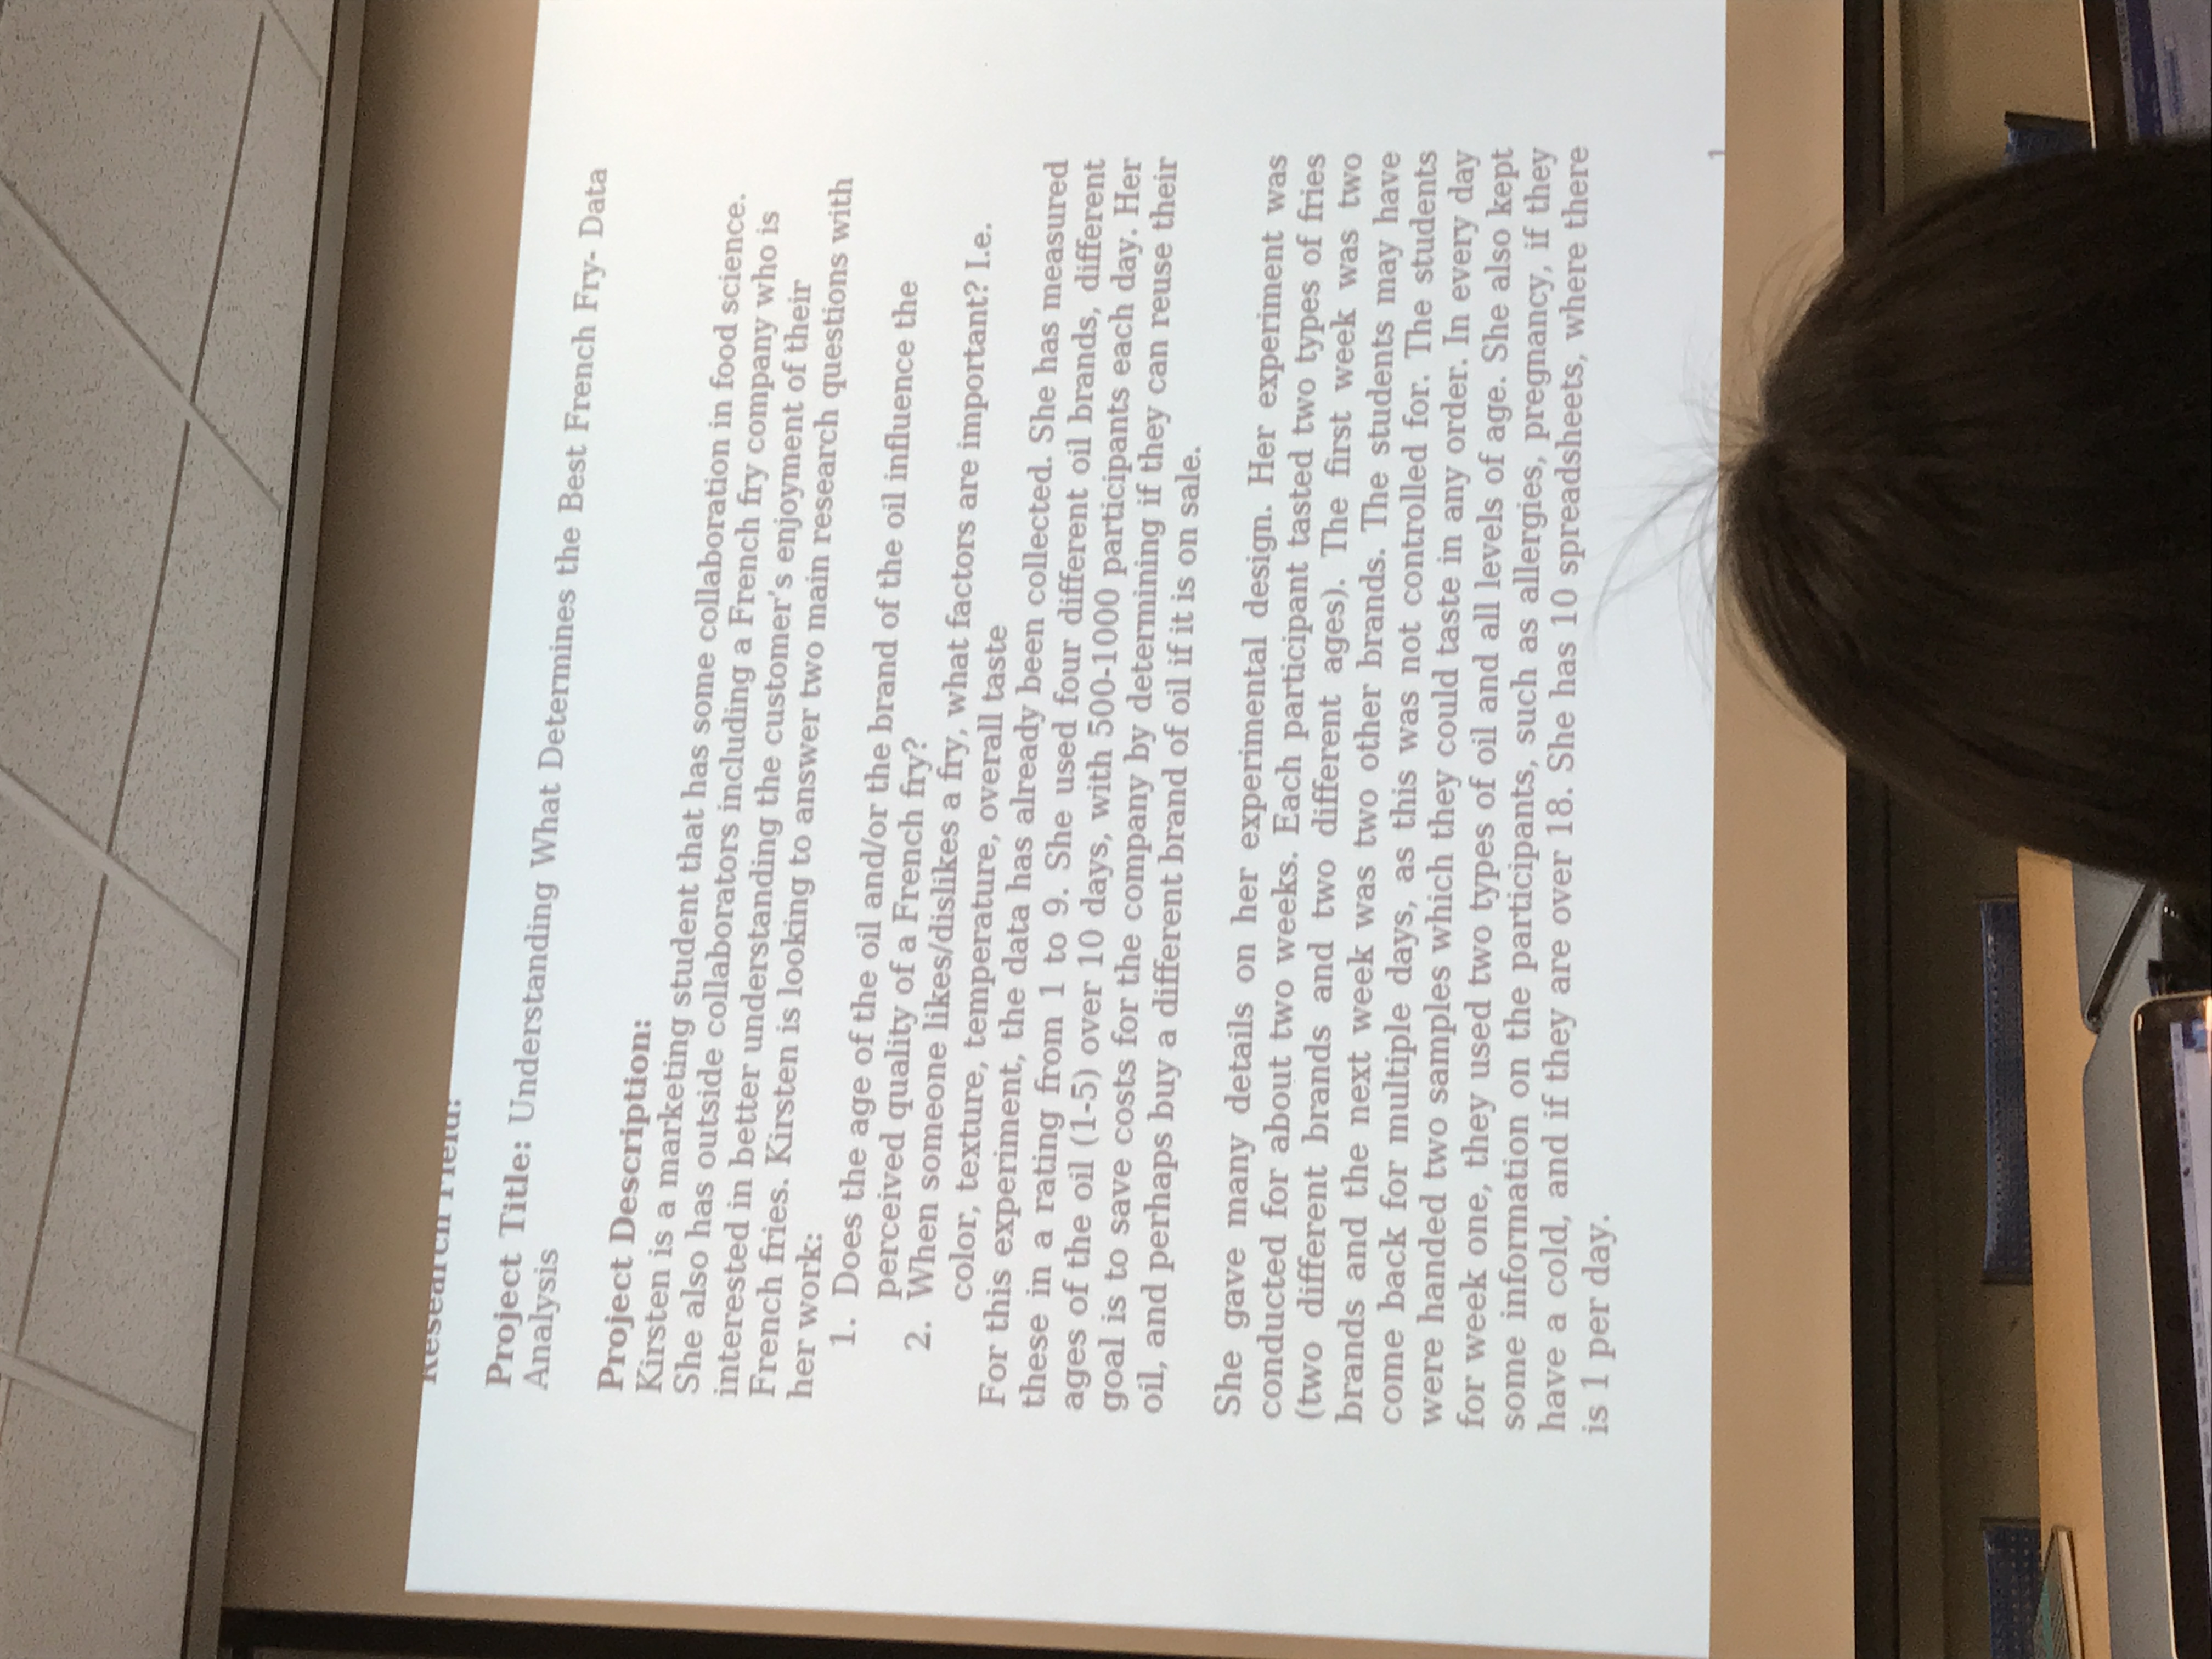 Research Field:
Project Title: Understanding What Determines the Best French Fry- Data
Analysis
Project Description:
Kirsten is a marketing student that has some collaboration in food science.
She also has outside collaborators including a French fry company who is
interested in better understanding the customer's enjoyment of their
French fries. Kirsten is looking to answer two main research questions with
her work:
1. Does the age of the oil and/or the brand of the oil influence the
perceived quality of a French fry?
2. When someone likes/dislikes a fry, what factors are important? I.e.
color, texture, temperature, overall taste
For this experiment, the data has already been collected. She has measured
these in a rating from 1 to 9. She used four different oil brands, different
ages of the oil (1-5) over 10 days, with 500-1000 participants each day. Her
goal is to save costs for the company by determining if they can reuse their
oil, and perhaps buy a different brand of oil if it is on sale.
She gave many details on her experimental design. Her experiment was
conducted for about two weeks. Each participant tasted two types of fries
(two different brands and two different ages). The first week was two
brands and the next week was two other brands. The students may have
come back for multiple days, as this was not controlled for. The students
were handed two samples which they could taste in any order. In every day
for week one, they used two types of oil and all levels of age. She also kept
some information on the participants, such as allergies, pregnancy, if they
have a cold, and if they are over 18. She has 10 spreadsheets, where there
is 1 per day.
1